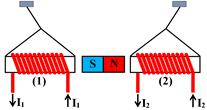 (1) S N (2)
I₁ I₁ I₂ I₂